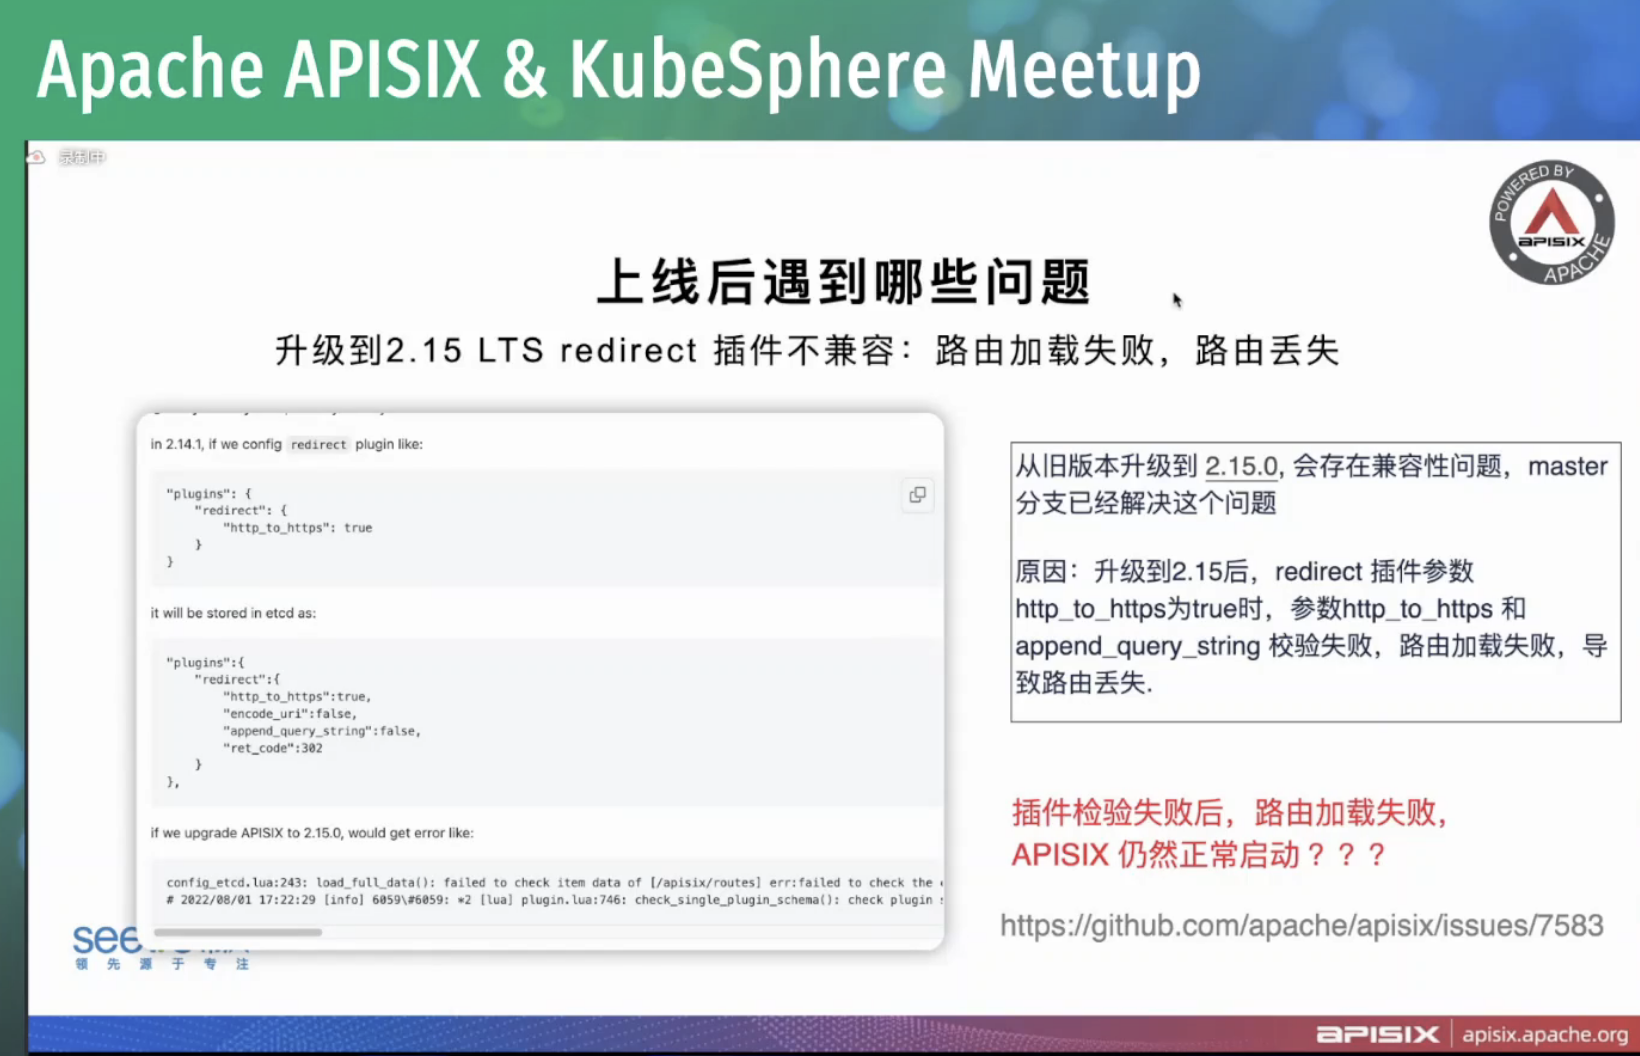 Apache APISIX & KubeSphere Meetup
录制中
POWERED BY
APISIX
APACHE
上线后遇到哪些问题
升级到2.15 LTS redirect 插件不兼容：路由加载失败，路由丢失
in 2.14.1, if we config redirect plugin like:
"plugins": {
"redirect": {
"http_to_https": true
}
}
it will be stored in etcd as:
"plugins":{
"redirect":{
"http_to_https":true,
"encode_uri":false,
"append_query_string":false,
"ret_code":302
}
},
if we upgrade APISIX to 2.15.0, would get error like:
config_etcd.lua:243: load_full_data(): failed to check item data of [/apisix/routes] err:failed to check the
# 2022/08/01 17:22:29 [info] 6059\#6059: *2 [lua] plugin.lua:746: check_single_plugin_schema(): check plugin
从旧版本升级到 2.15.0, 会存在兼容性问题，master
分支已经解决这个问题
原因：升级到2.15后，redirect 插件参数
http_to_https为true时，参数http_to_https 和
append_query_string 校验失败，路由加载失败，导
致路由丢失.
插件检验失败后，路由加载失败，
APISIX 仍然正常启动？？？
https://github.com/apache/apisix/issues/7583
领先源于专注
APISIX | apisix.apache.org